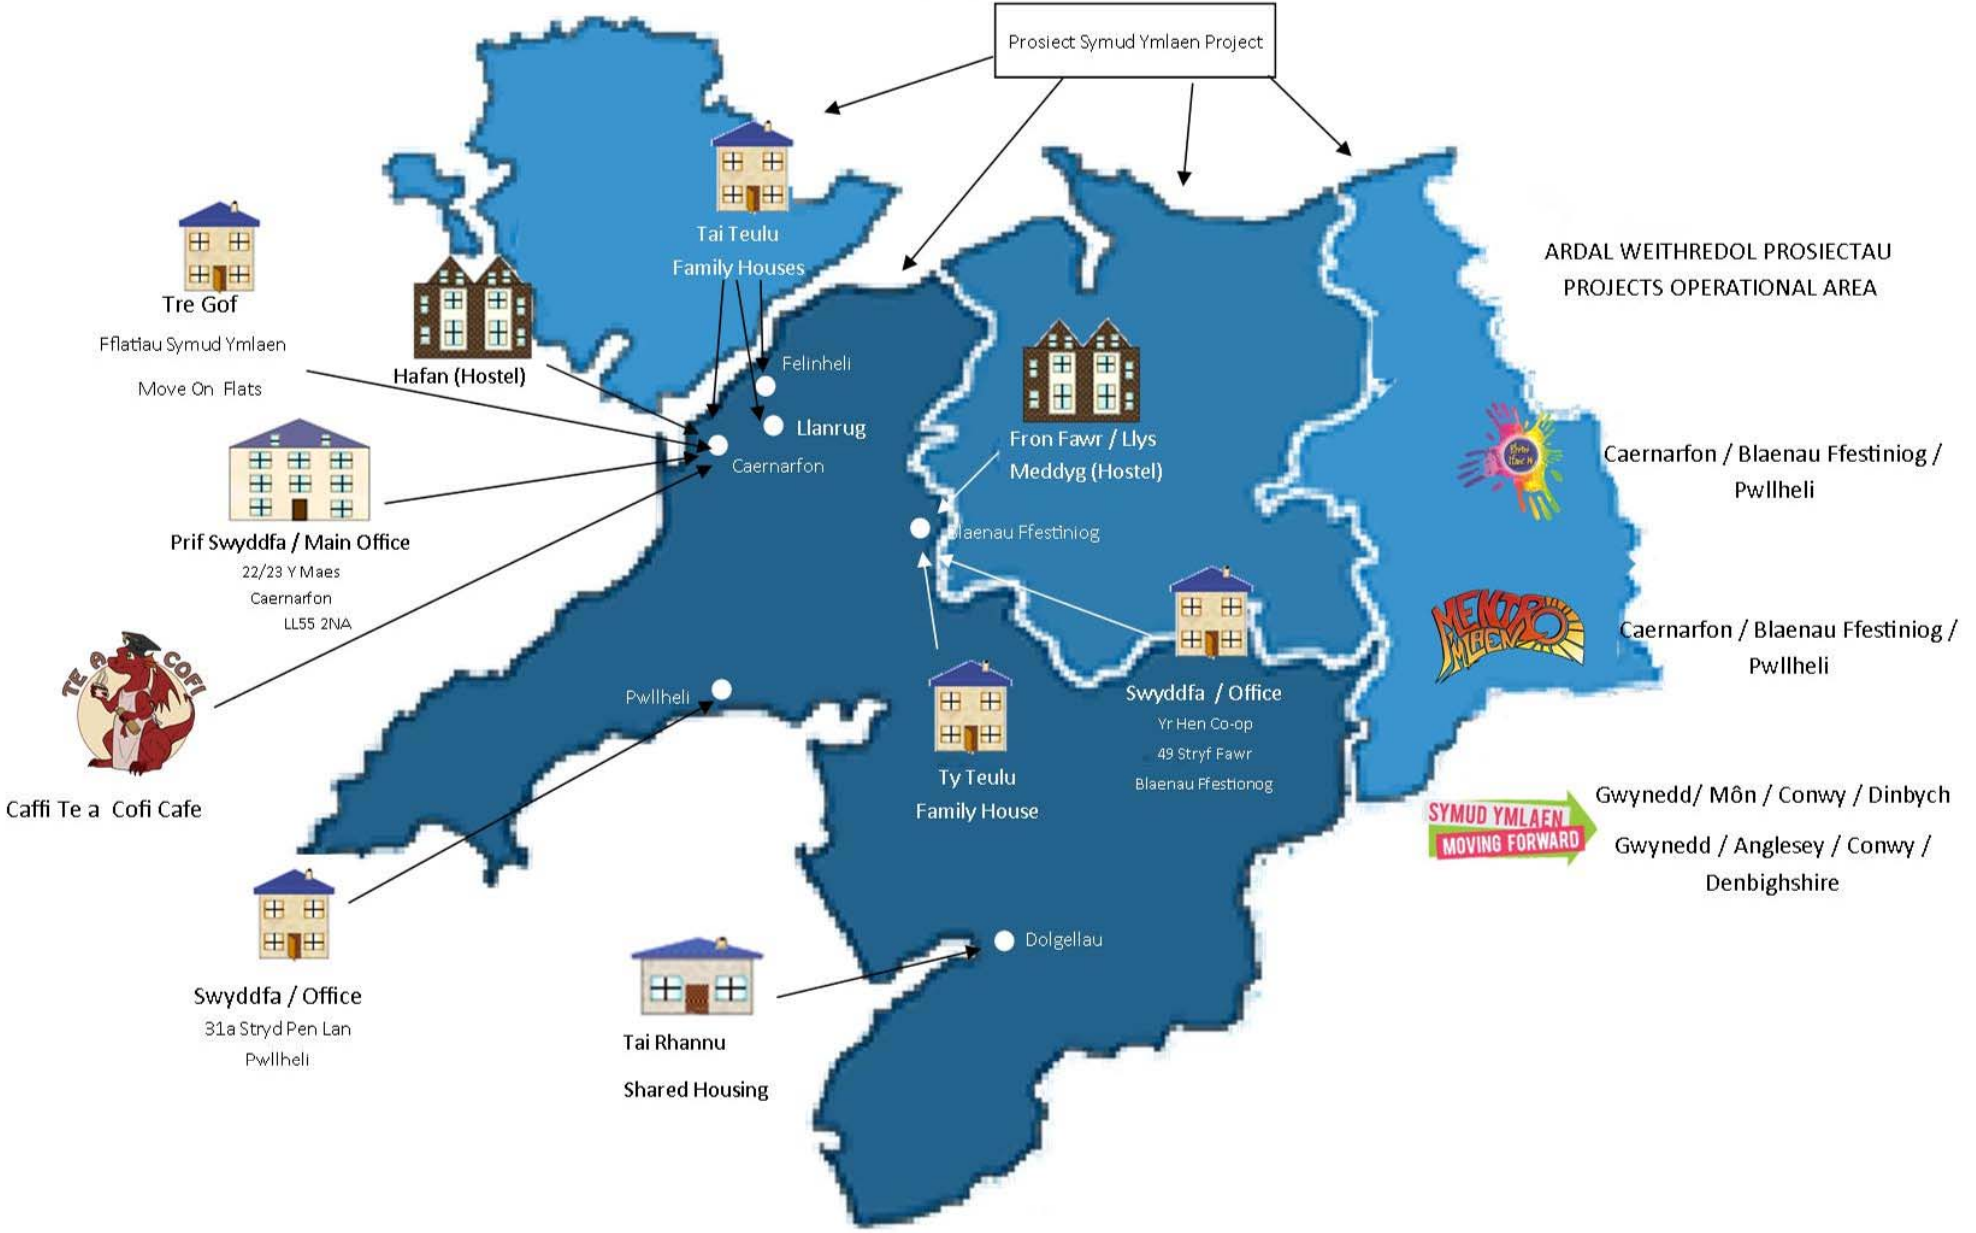 Prosiect Symud Ymlaen Project
Tai Teulu
Family Houses
Tre Gof
Fflatiau Symud Ymlaen
Move On Flats
Hafan (Hostel)
Felinheli
Llanrug
Caernarfon
Prif Swyddfa / Main Office
22/23 Y Maes
Caernarfon
LL55 2NA
TE A COFI
Caffi Te a Cofi Cafe
Fron Fawr / Llys
Meddyg (Hostel)
Blaenau Ffestiniog
Pwllheli
Ty Teulu
Family House
Swyddfa / Office
Yr Hen Co-op
49 Stryf Fawr
Blaenau Ffestionog
Swyddfa / Office
31a Stryd Pen Lan
Pwllheli
Dolgellau
Tai Rhannu
Shared Housing
ARDAL WEITHREDOL PROSIECTAU
PROJECTS OPERATIONAL AREA
Caernarfon / Blaenau Ffestiniog /
Pwllheli
MENTRO
YMLAEN
Caernarfon / Blaenau Ffestiniog /
Pwllheli
SYMUD YMLAEN
MOVING FORWARD
Gwynedd/ Môn / Conwy / Dinbych
Gwynedd / Anglesey / Conwy /
Denbighshire